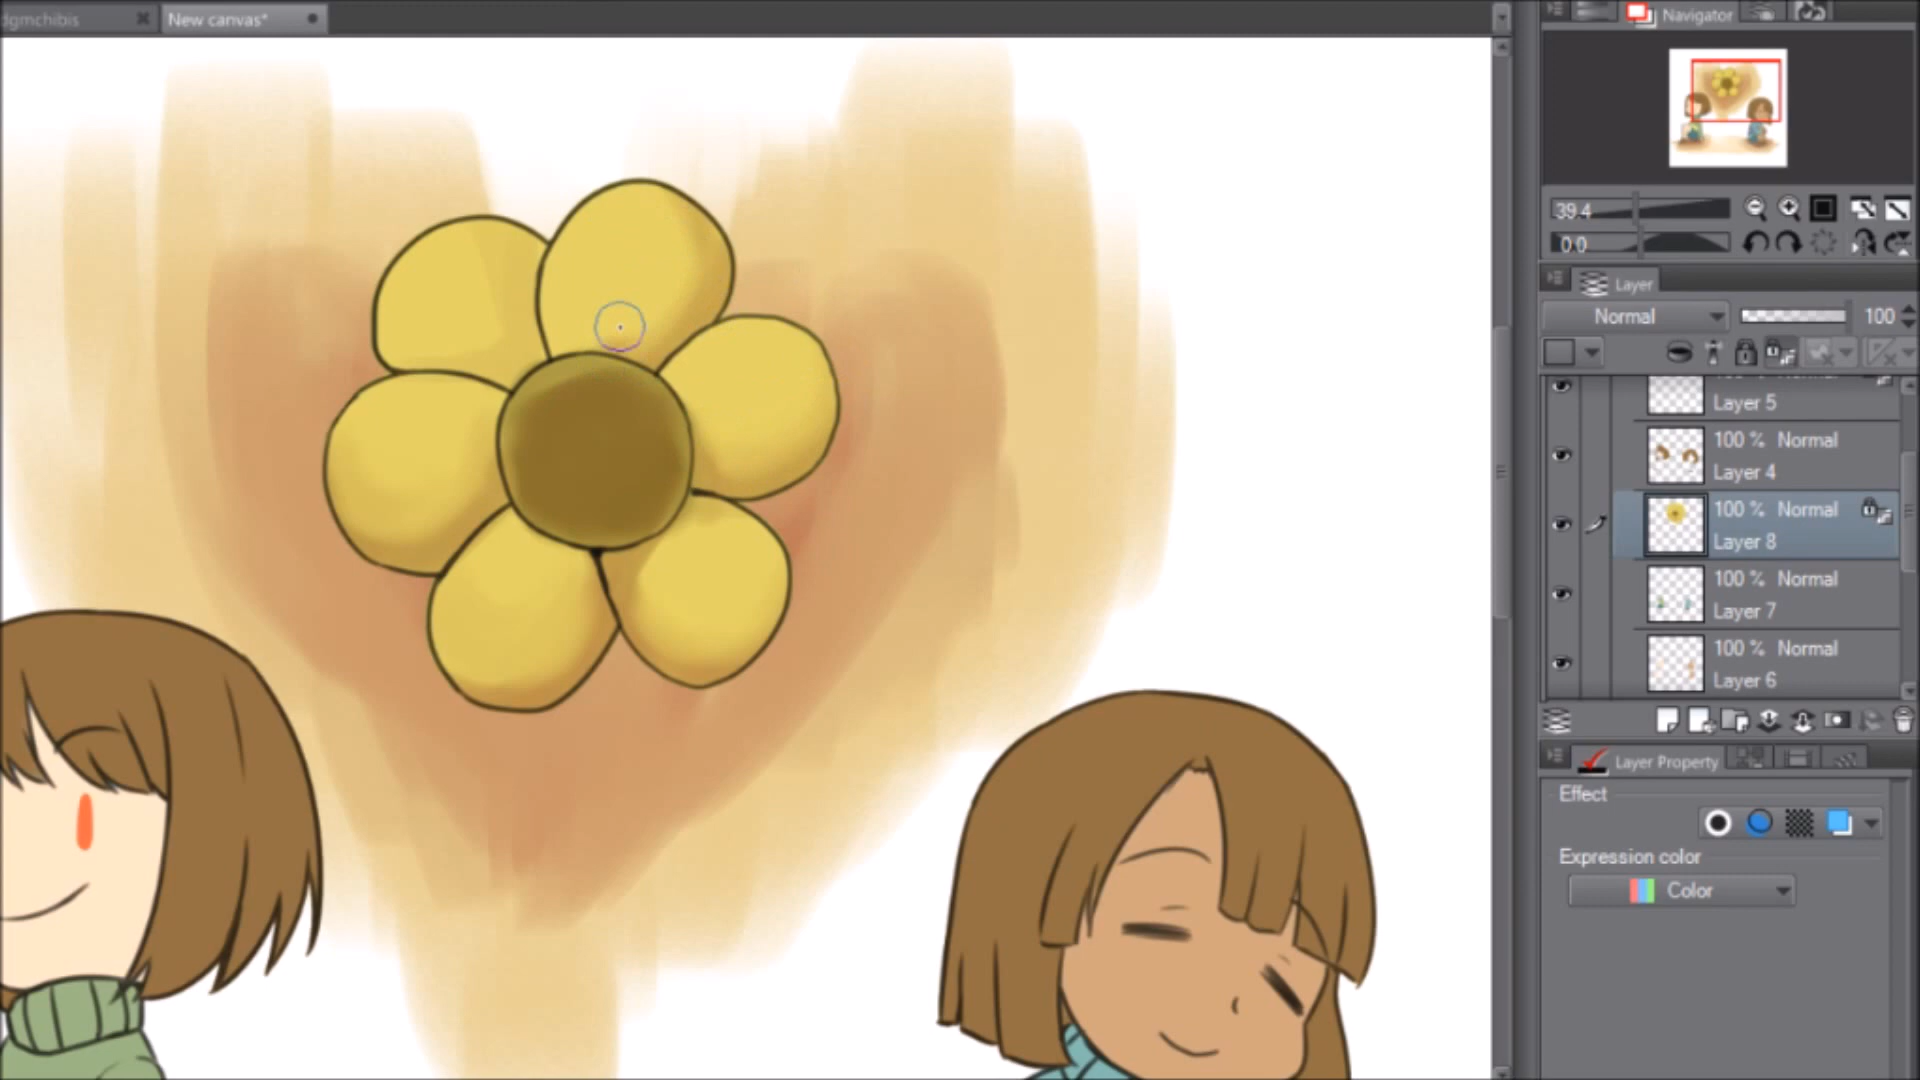 dgmchibis
New canvas*
Navigator
39.4
0.0
Layer
Normal
100
Layer 5
100 % Normal
Layer 4
100 % Normal
Layer 8
100 % Normal
Layer 7
100 % Normal
Layer 6
Layer Property
Effect
Expression color
Color